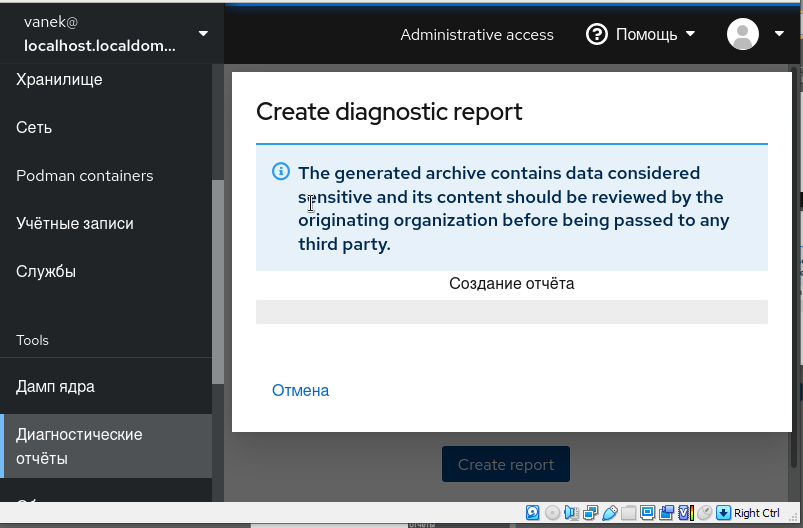 vanek@
localhost.localdom...
Administrative access
Помощь
Хранилище
Сеть
Podman containers
Учётные записи
Службы
Tools
Дамп ядра
Диагностические
отчёты
Create diagnostic report
The generated archive contains data considered
sensitive and its content should be reviewed by the
originating organization before being passed to any
third party.
Создание отчёта
Отмена
Create report
Right Ctrl